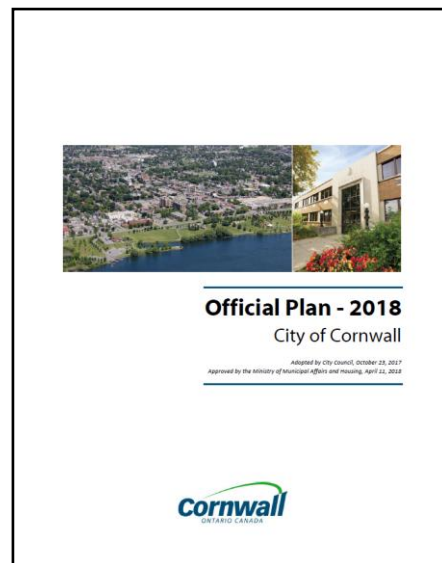 Official Plan - 2018
City of Cornwall
Adopted by City Council, October 23, 2017
Approved by the Ministry of Municipal Affairs and Housing, April 11, 2018
Cornwall
ONTARIO CANADA